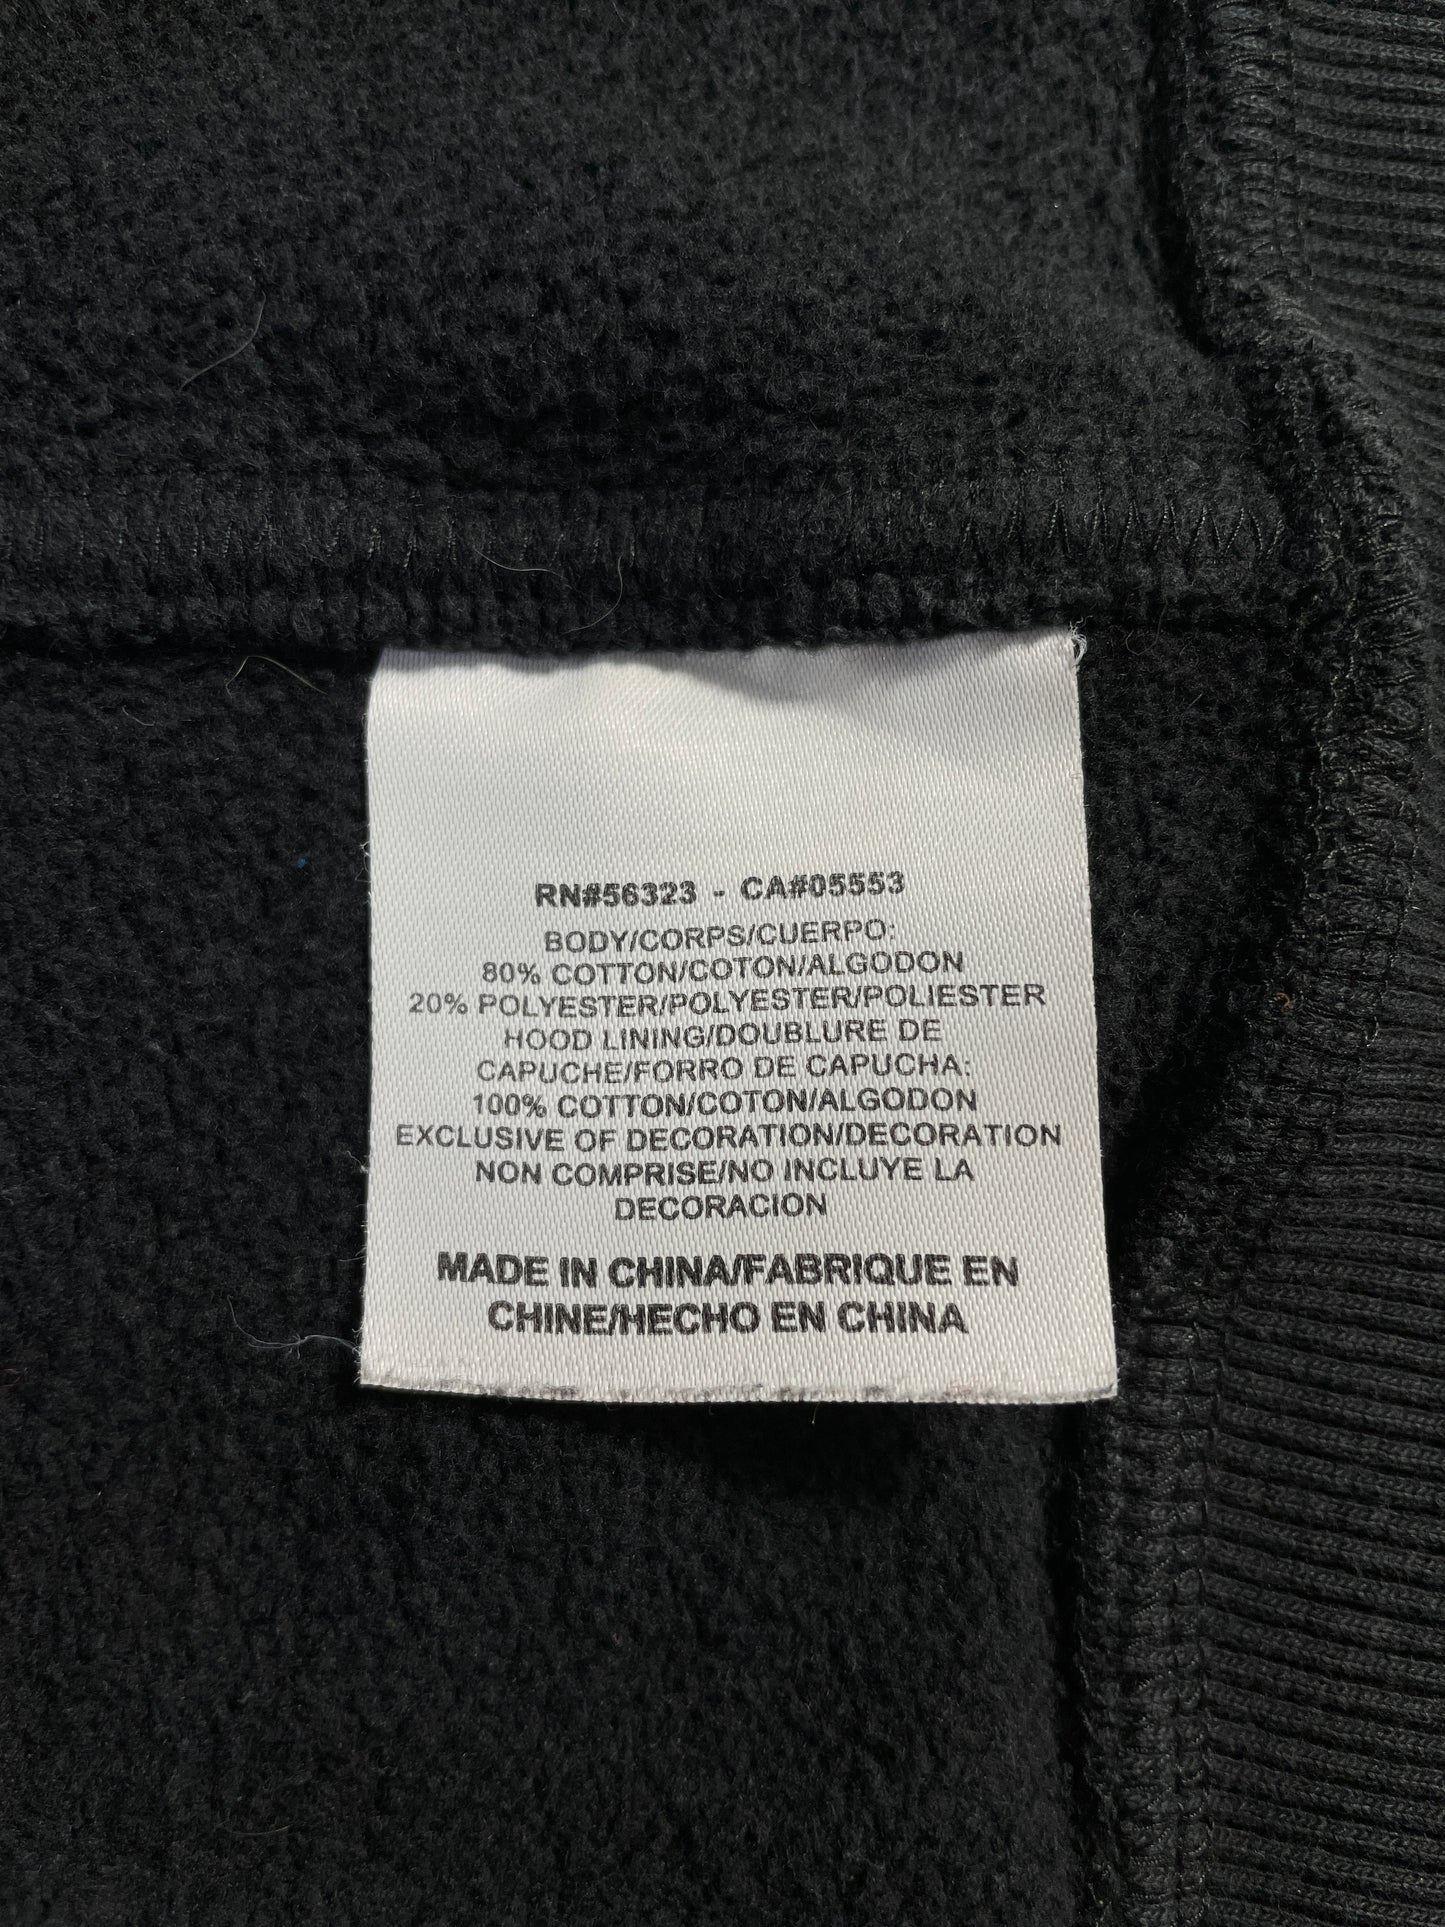 RN#56323 - CA#05553
BODY/CORPS/CUERPO:
80% COTTON/COTON/ALGODON
20% POLYESTER/POLYESTER/POLIESTER
HOOD LINING/DOUBLURE DE
CAPUCHE/FORRO DE CAPUCHA:
100% COTTON/COTON/ALGODON
EXCLUSIVE OF DECORATION/DECORATION
NON COMPRISE/NO INCLUYE LA
DECORACION
MADE IN CHINA/FABRIQUE EN
CHINE/HECHO EN CHINA